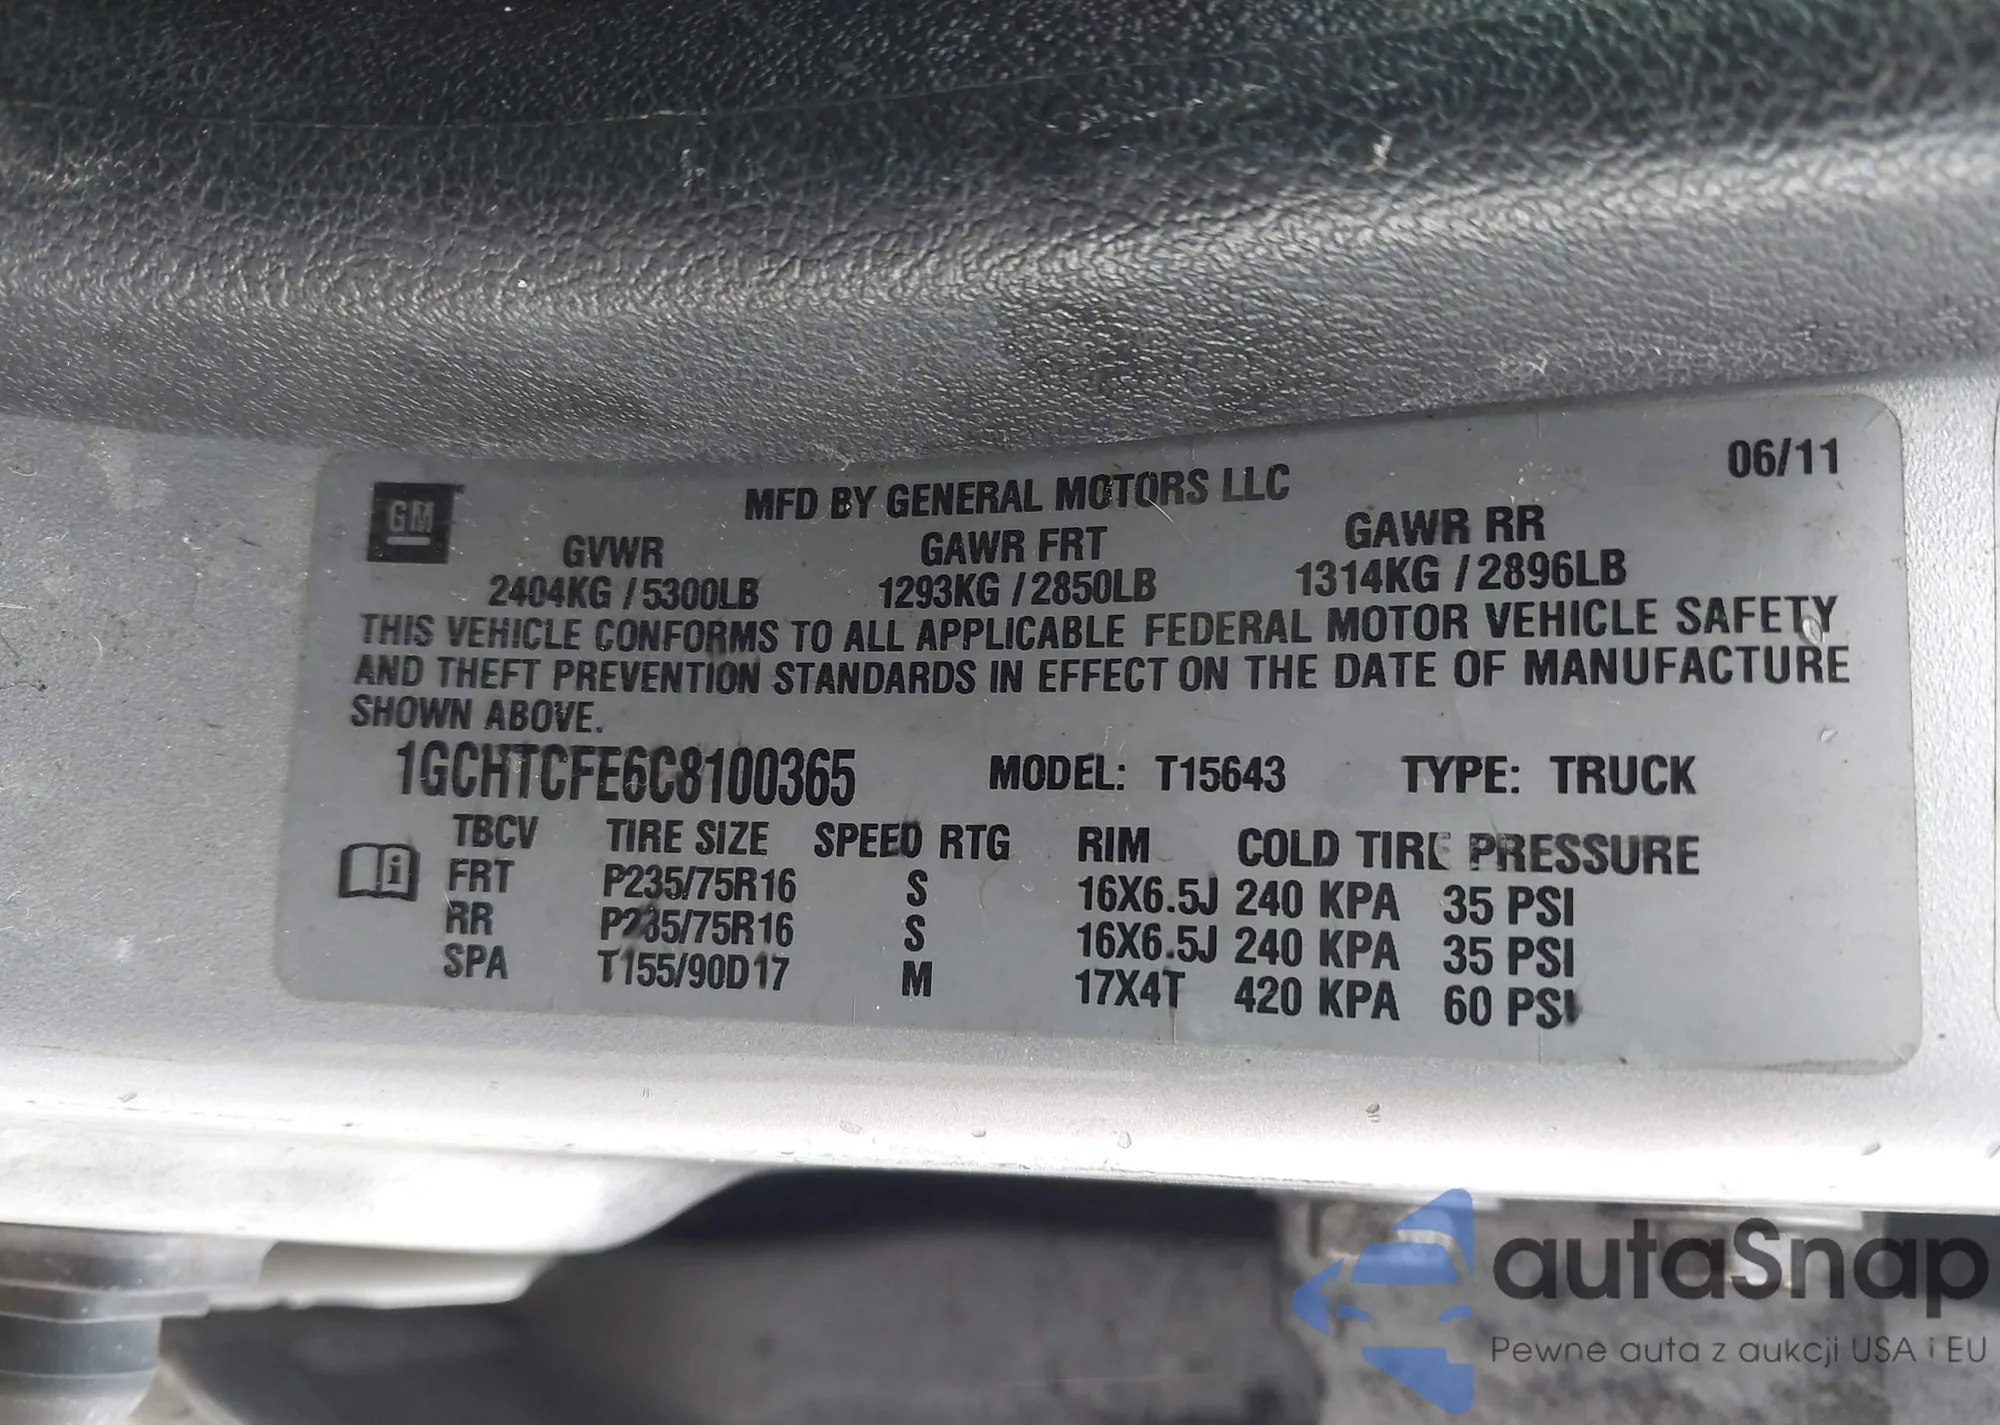 06/11
GM
MFD BY GENERAL MOTORS LLC
GVWR GAWR FRT GAWR RR
2404KG / 5300LB 1293KG / 2850LB 1314KG / 2896LB
THIS VEHICLE CONFORMS TO ALL APPLICABLE FEDERAL MOTOR VEHICLE SAFETY
AND THEFT PREVENTION STANDARDS IN EFFECT ON THE DATE OF MANUFACTURE
SHOWN ABOVE.
1GCHTCFE6C8100365 MODEL: T15643 TYPE: TRUCK
TBCV TIRE SIZE SPEED RTG RIM COLD TIRE PRESSURE
FRT P235/75R16 S 16X6.5J 240 KPA 35 PSI
RR P235/75R16 S 16X6.5J 240 KPA 35 PSI
SPA T155/90D17 M 17X4T 420 KPA 60 PSI
autaSnap
Pewne auta z aukcji USA i EU